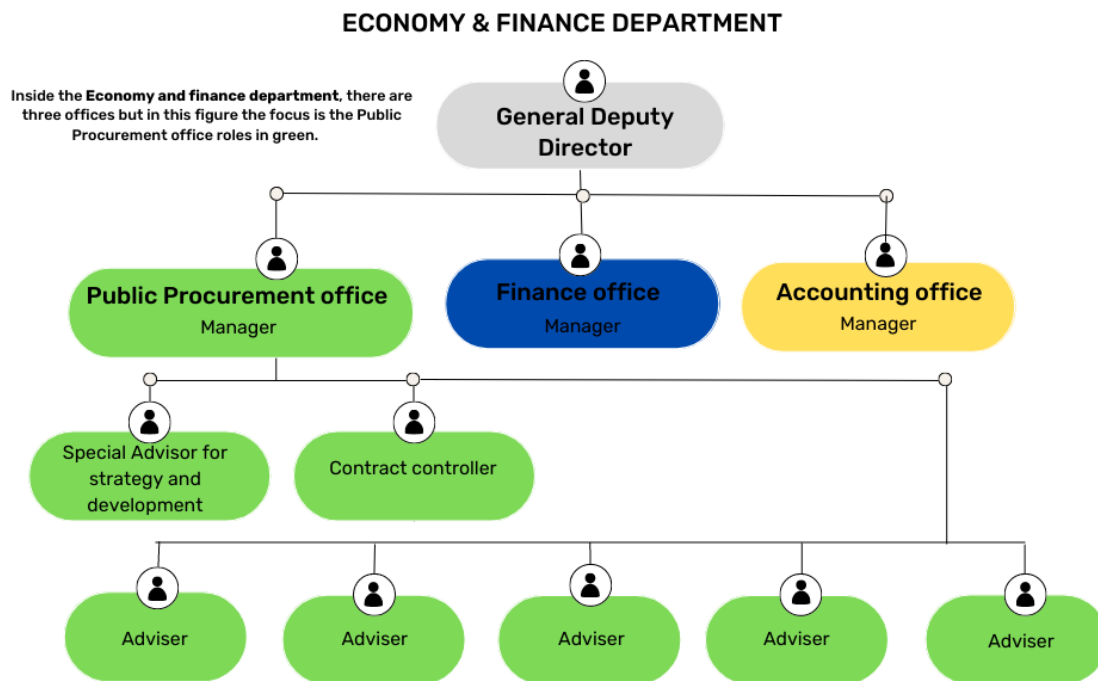 ECONOMY & FINANCE DEPARTMENT
Inside the Economy and finance department, there are
three offices but in this figure the focus is the Public
Procurement office roles in green.
General Deputy
Director
Public Procurement office
Manager
Finance office
Manager
Accounting office
Manager
Special Advisor for
strategy and
development
Contract controller
Adviser
Adviser
Adviser
Adviser
Adviser